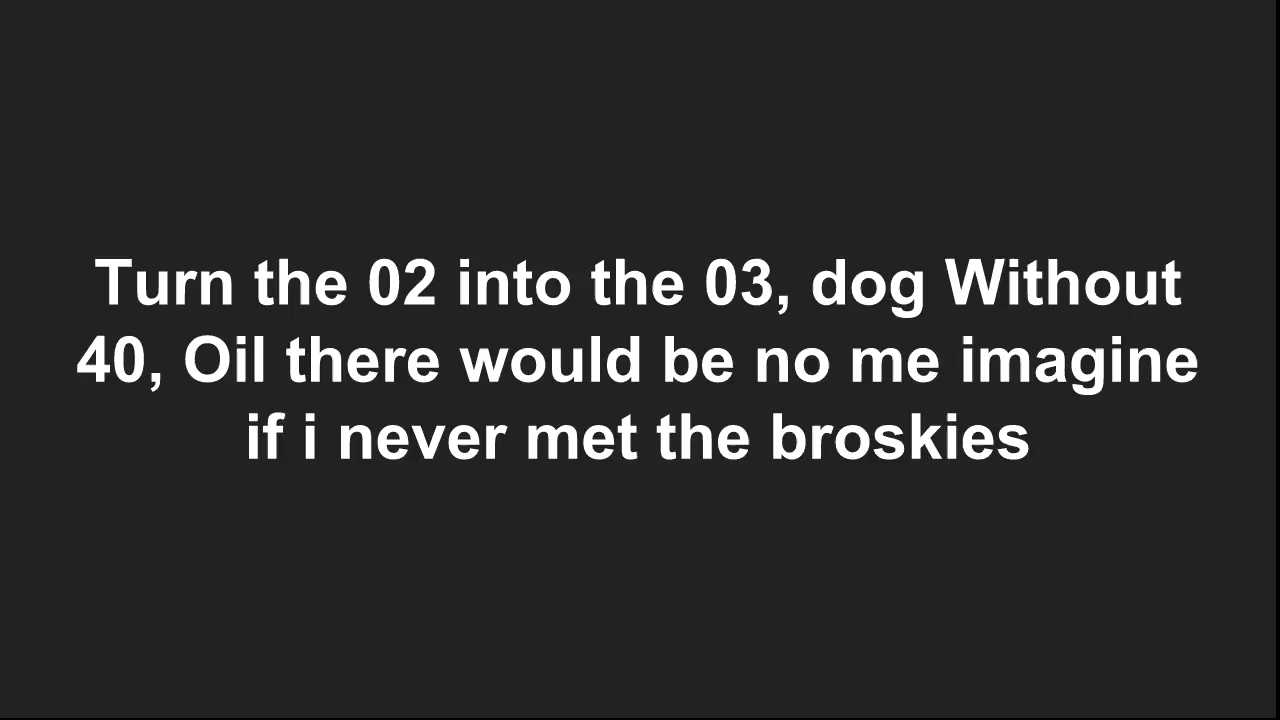 Turn the 02 into the 03, dog Without
40, Oil there would be no me imagine
if i never met the broskies